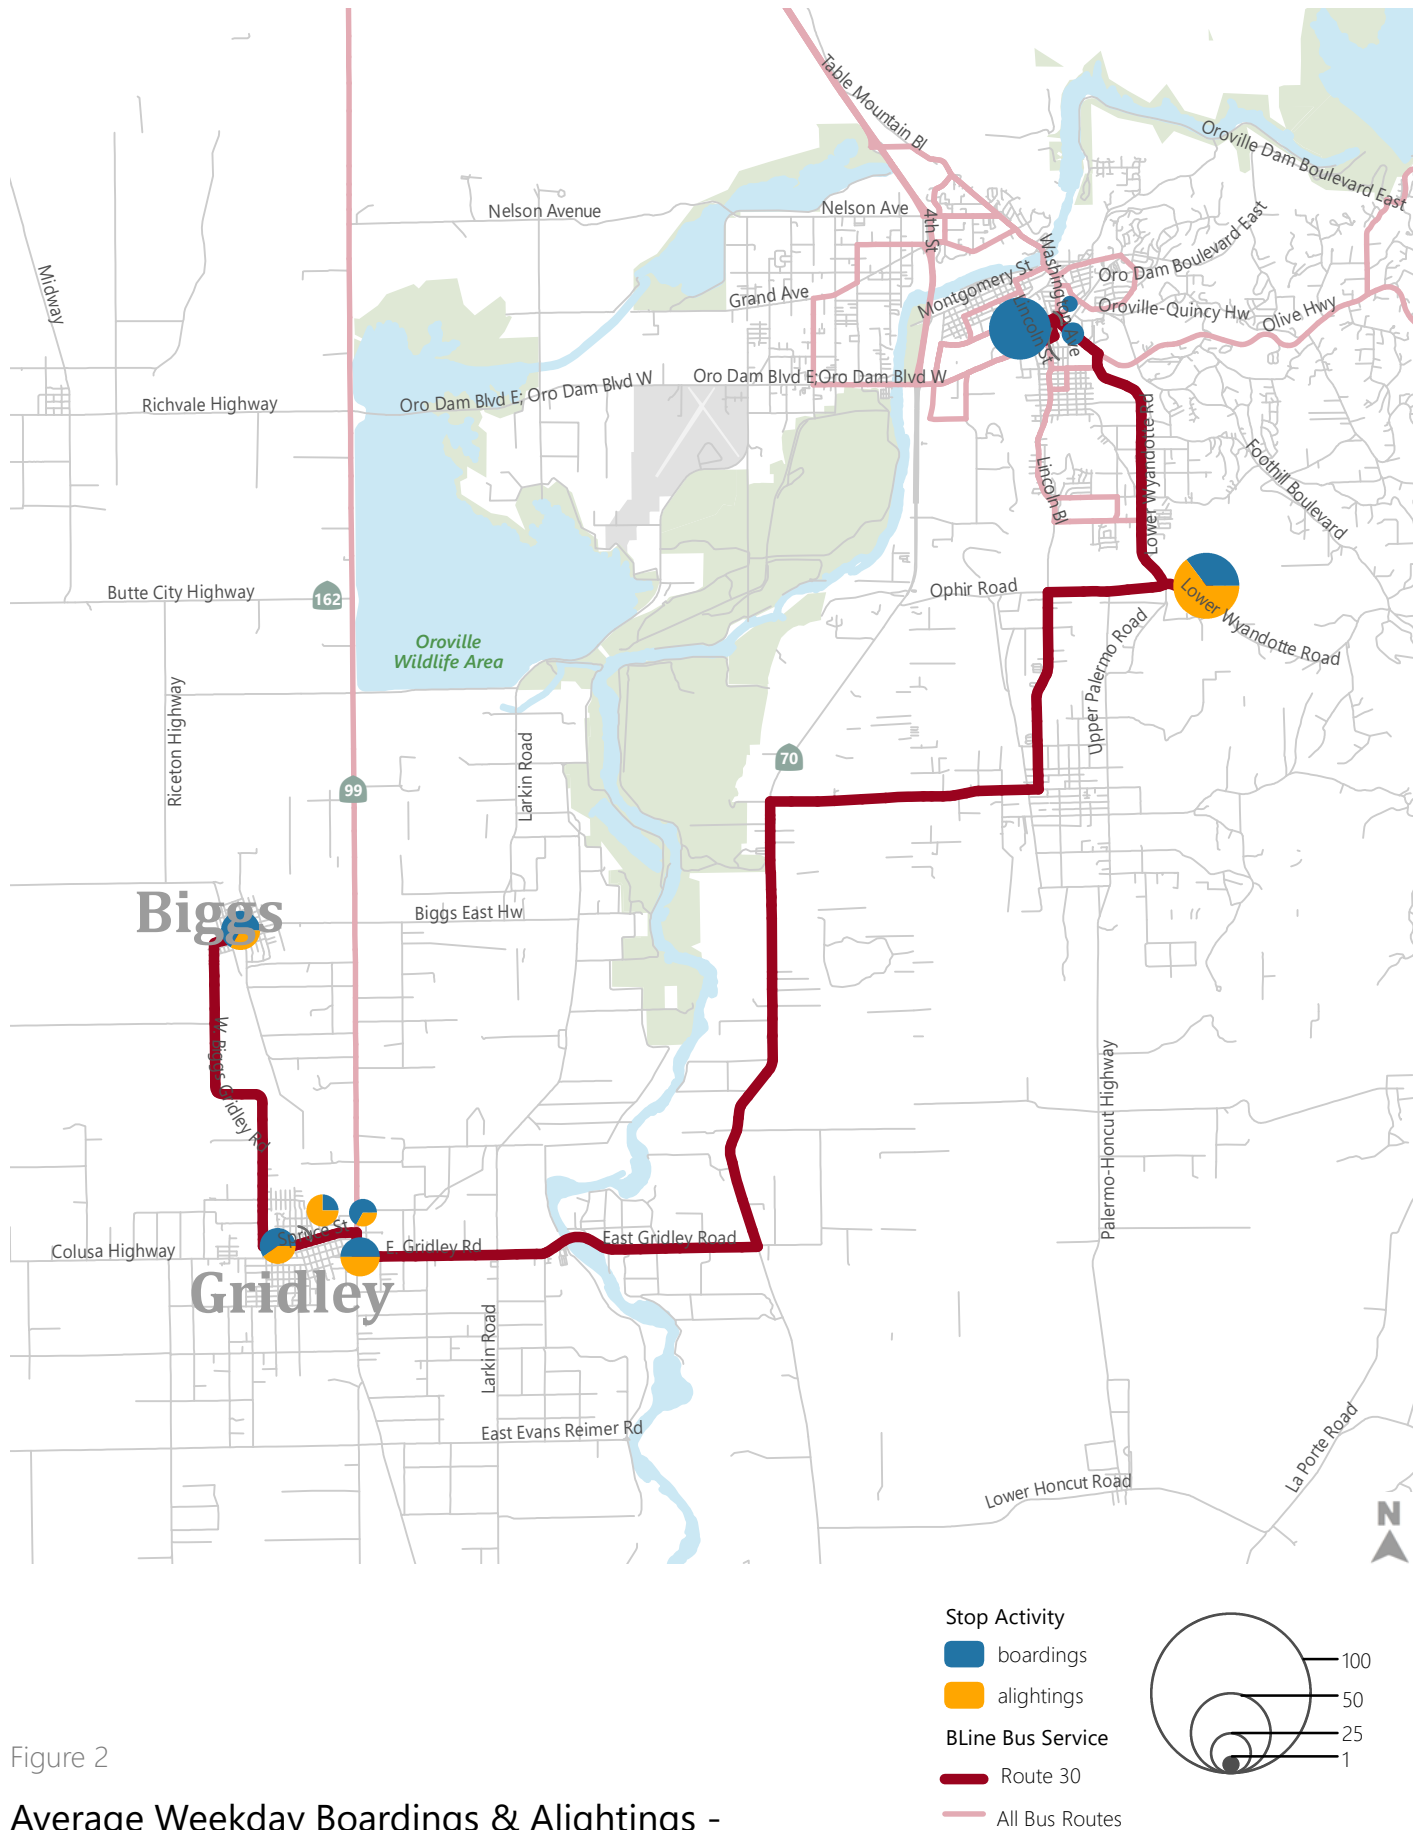 Table Mountain Bl
Oroville Dam Boulevard East
Nelson Avenue
Nelson Ave
4th St
Washington Ave
Oro Dam Boulevard East
Midway
Montgomery St
Grand Ave
Lincoln St
Oroville-Quincy Hw
Olive Hwy
Richvale Highway
Oro Dam Blvd E; Oro Dam Blvd W
Oro Dam Blvd E;Oro Dam Blvd W
Lower Wyandotte Rd
Foothill Boulevard
Lincoln Bl
Butte City Highway
162
Ophir Road
Lower Wyandotte Road
Oroville
Wildlife Area
Upper Palermo Road
Riceton Highway
Larkin Road
70
99
Biggs
Biggs East Hw
W. Biggs Gridley Rd
Palermo-Honcut Highway
Spruce St
Colusa Highway
E. Gridley Rd
East Gridley Road
Gridley
Larkin Road
East Evans Reimer Rd
La Porte Road
Lower Honcut Road
N
Stop Activity
boardings
alightings
100
50
25
1
BLine Bus Service
Route 30
All Bus Routes
Figure 2
Average Weekday Boardings & Alightings -